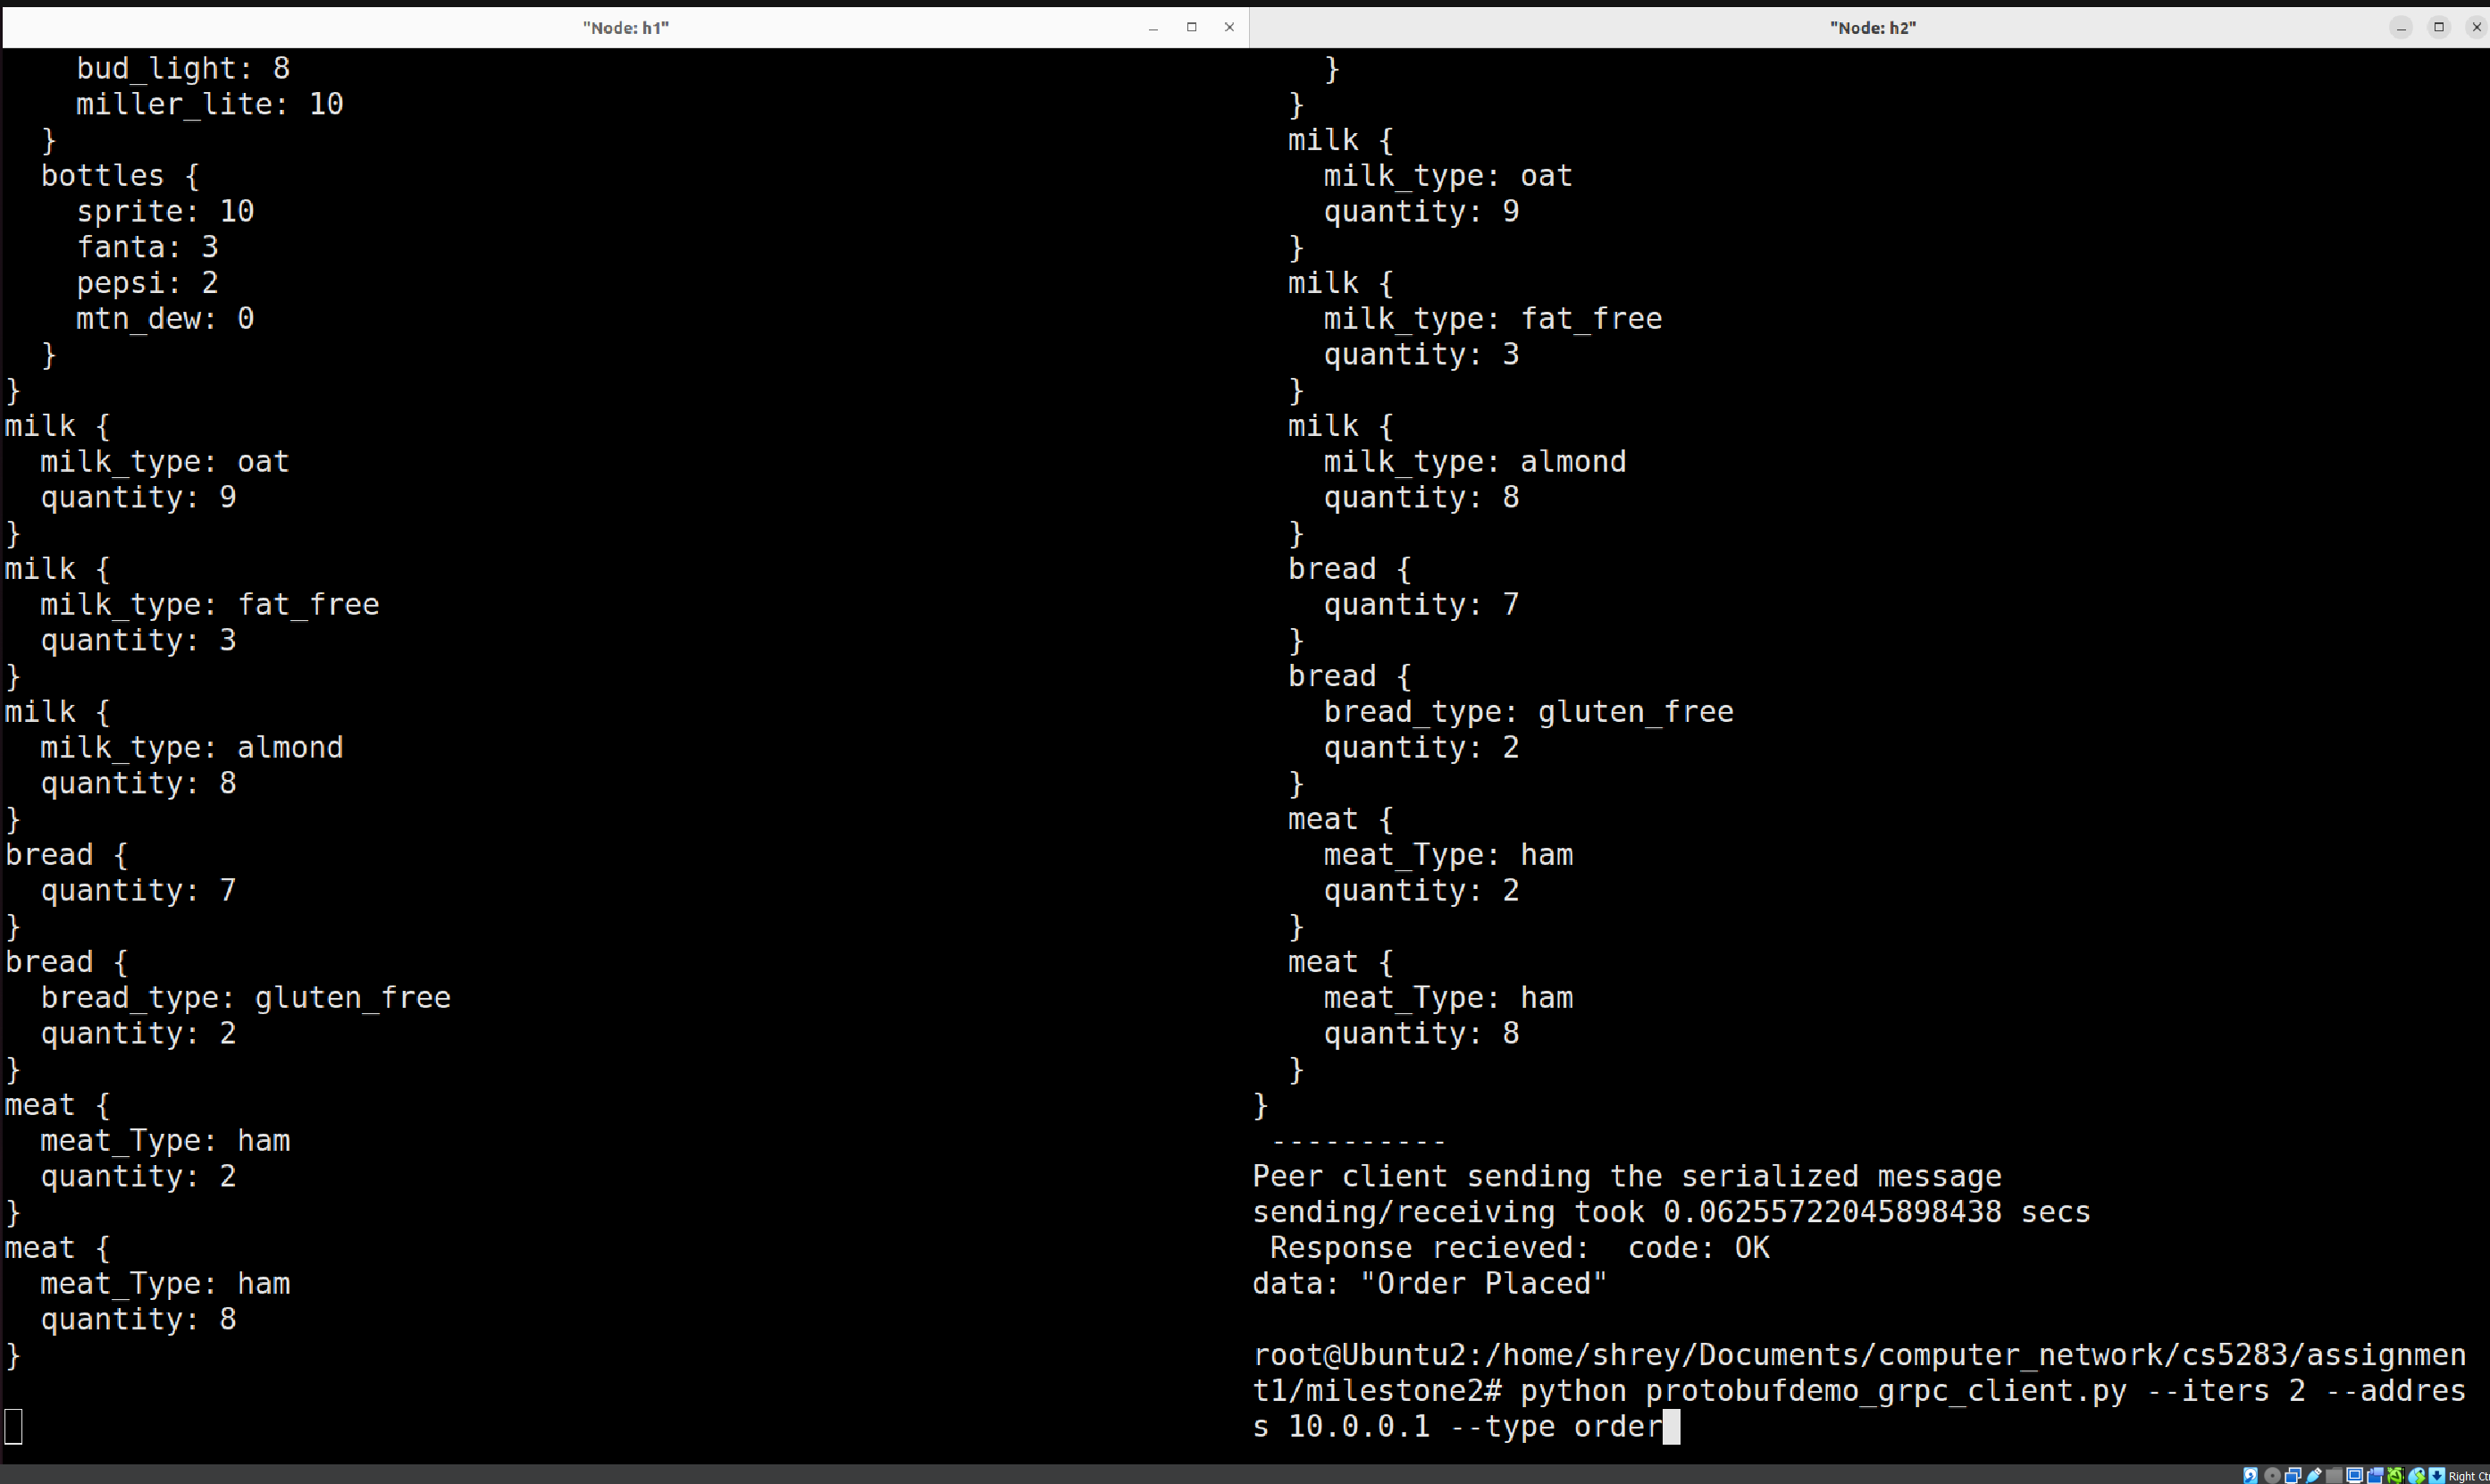 "Node: h1"
bud_light: 8
miller_lite: 10
}
bottles {
sprite: 10
fanta: 3
pepsi: 2
mtn_dew: 0
}
}
milk {
milk_type: oat
quantity: 9
}
milk {
milk_type: fat_free
quantity: 3
}
milk {
milk_type: almond
quantity: 8
}
bread {
quantity: 7
}
bread {
bread_type: gluten_free
quantity: 2
}
meat {
meat_Type: ham
quantity: 2
}
meat {
meat_Type: ham
quantity: 8
}
"Node: h2"
}
}
milk {
milk_type: oat
quantity: 9
}
milk {
milk_type: fat_free
quantity: 3
}
milk {
milk_type: almond
quantity: 8
}
bread {
quantity: 7
}
bread {
bread_type: gluten_free
quantity: 2
}
meat {
meat_Type: ham
quantity: 2
}
meat {
meat_Type: ham
quantity: 8
}
}
----------
Peer client sending the serialized message
sending/receiving took 0.06255722045898438 secs
Response recieved:  code: OK
data: "Order Placed"
root@Ubuntu2:/home/shrey/Documents/computer_network/cs5283/assignmen
t1/milestone2# python protobufdemo_grpc_client.py --iters 2 --addres
s 10.0.0.1 --type order
Right